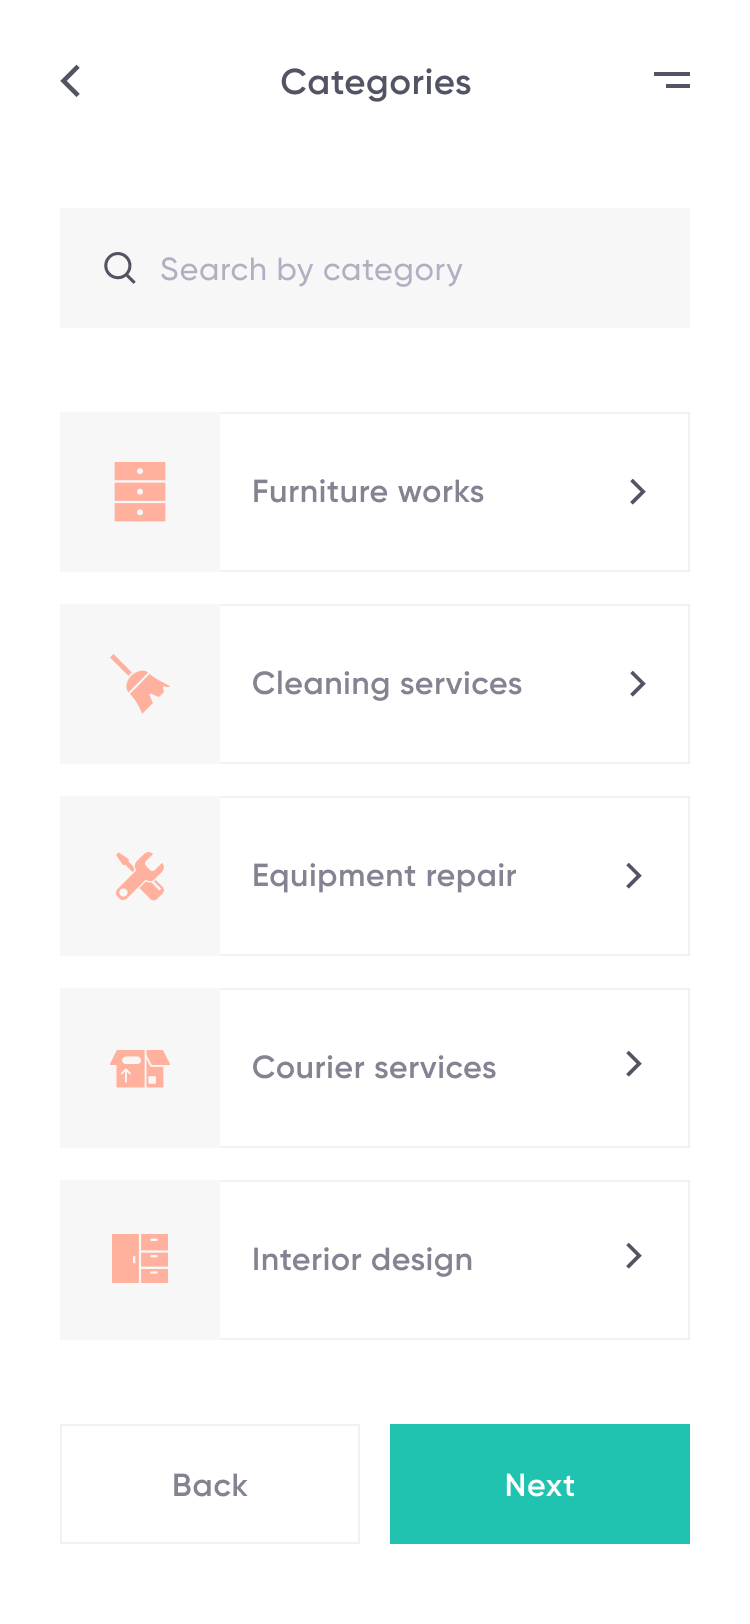 Categories
Search by category
Furniture works
Cleaning services
Equipment repair
Courier services
Interior design
Back
Next